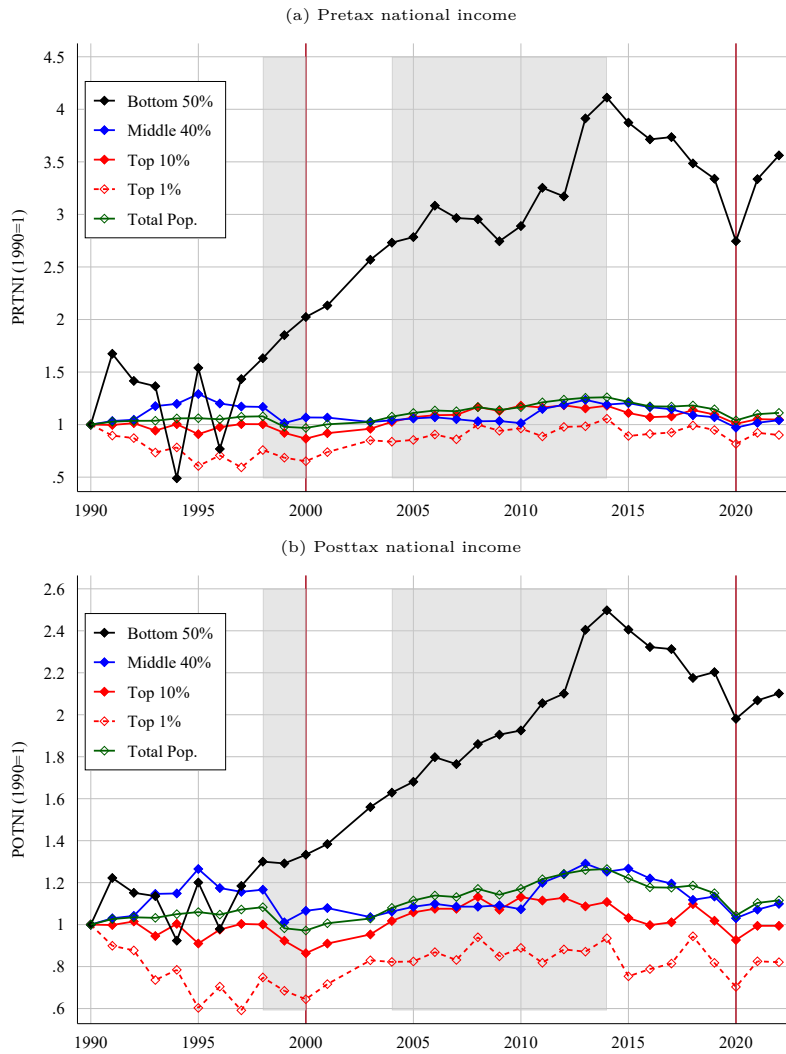 (a) Pretax national income
PRTNI (1990=1)
4.5
4
3.5
3
2.5
2
1.5
1
.5
Bottom 50%
Middle 40%
Top 10%
Top 1%
Total Pop.
1990 1995 2000 2005 2010 2015 2020
(b) Posttax national income
POTNI (1990=1)
2.6
2.4
2.2
2
1.8
1.6
1.4
1.2
1
.8
.6
Bottom 50%
Middle 40%
Top 10%
Top 1%
Total Pop.
1990 1995 2000 2005 2010 2015 2020